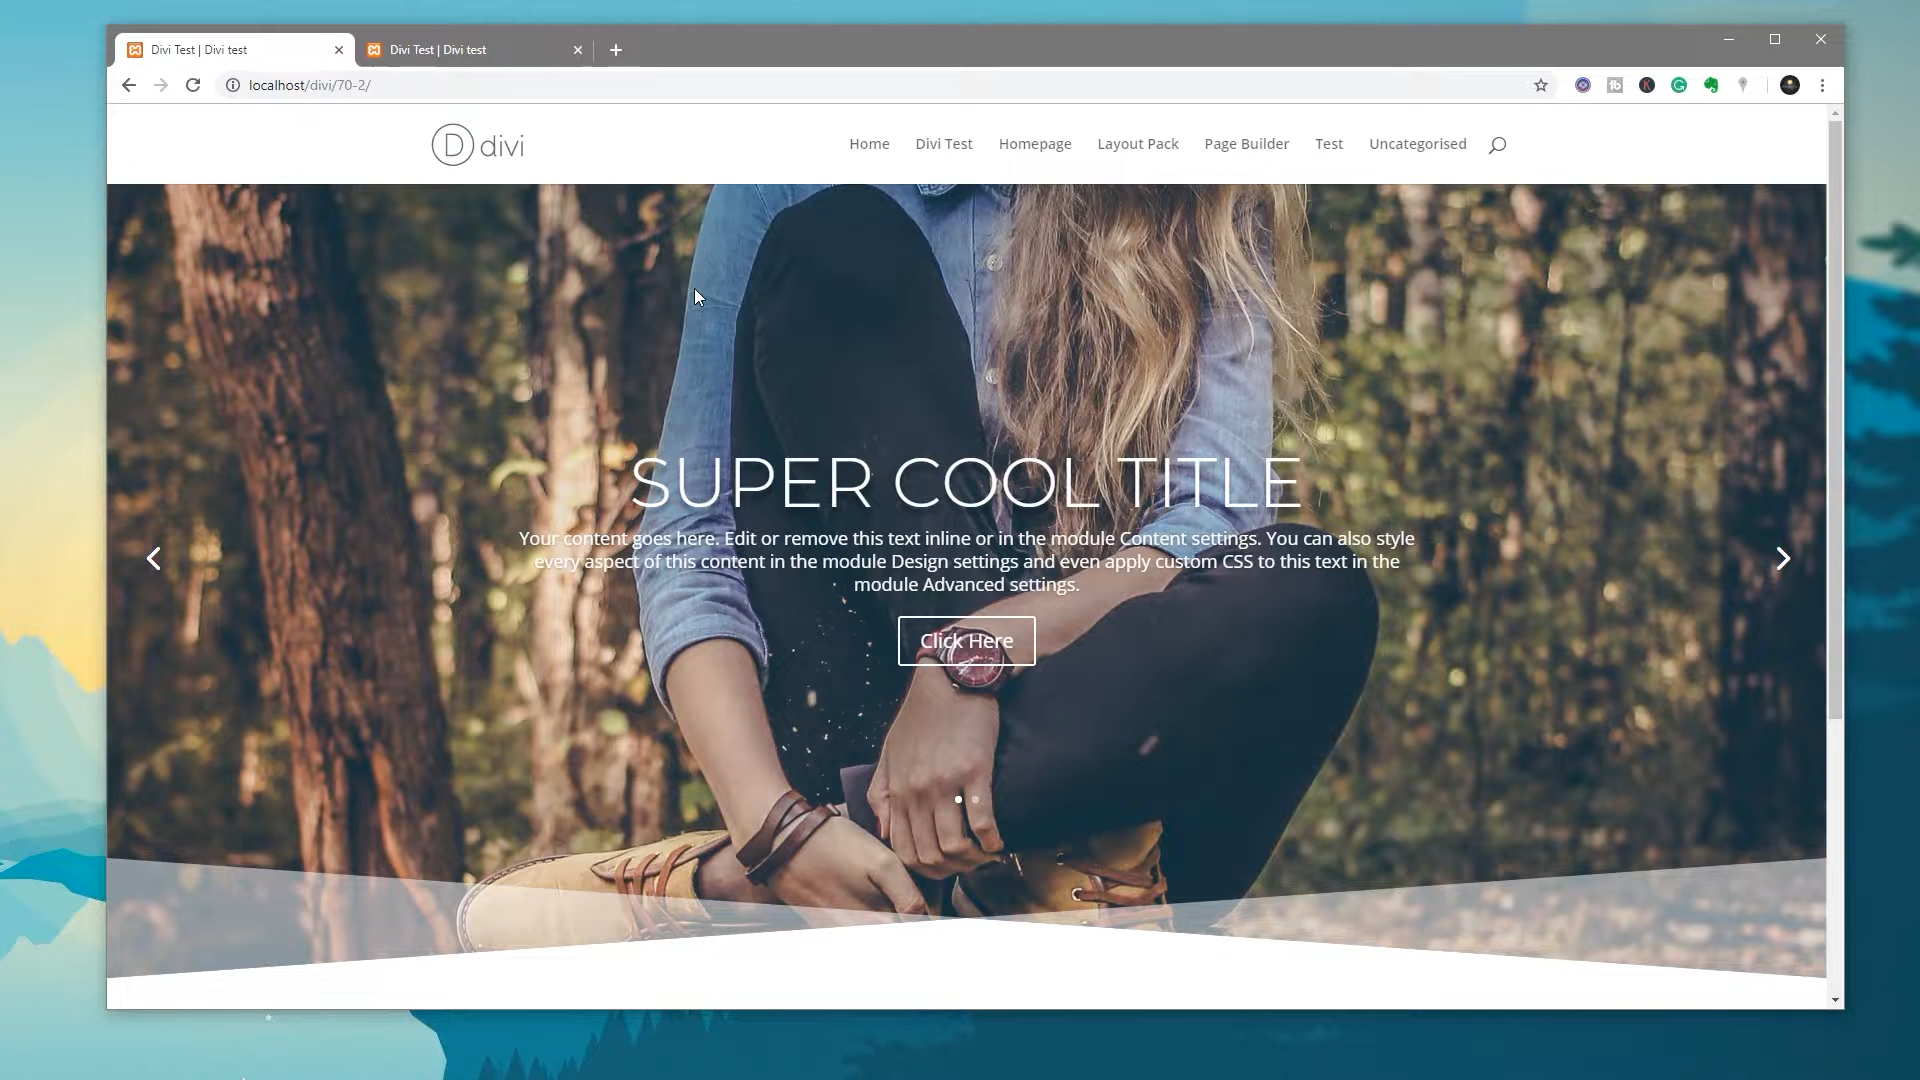 Divi Test | Divi test
Divi Test | Divi test
localhost/divi/70-2/
D divi
Home Divi Test Homepage Layout Pack Page Builder Test Uncategorised
SUPER COOL TITLE
Your content goes here. Edit or remove this text inline or in the module Content settings. You can also style
every aspect of this content in the module Design settings and even apply custom CSS to this text in the
module Advanced settings.
Click Here